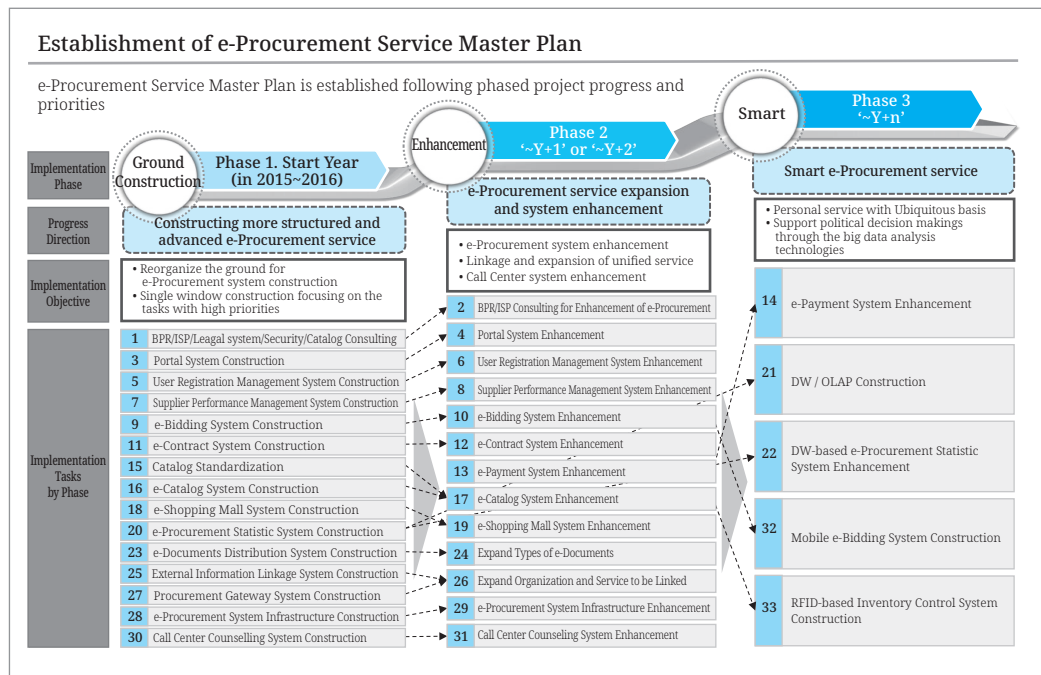 Establishment of e-Procurement Service Master Plan
e-Procurement Service Master Plan is established following phased project progress and
priorities
Implementation
Phase
Ground
Construction
Phase 1. Start Year
(in 2015~2016)
Enhancement
Phase 2
‘~Y+1’ or ‘~Y+2’
Smart
Phase 3
‘~Y+n’
Progress
Direction
Constructing more structured and
advanced e-Procurement service
e-Procurement service expansion
and system enhancement
Smart e-Procurement service
Implementation
Objective
• Reorganize the ground for
e-Procurement system construction
• Single window construction focusing on the
tasks with high priorities
• e-Procurement system enhancement
• Linkage and expansion of unified service
• Call Center system enhancement
• Personal service with Ubiquitous basis
• Support political decision makings
through the big data analysis
technologies
Implementation
Tasks
by Phase
1 BPR/ISP/Leagal system/Security/Catalog Consulting
3 Portal System Construction
5 User Registration Management System Construction
7 Supplier Performance Management System Construction
9 e-Bidding System Construction
11 e-Contract System Construction
15 Catalog Standardization
16 e-Catalog System Construction
18 e-Shopping Mall System Construction
20 e-Procurement Statistic System Construction
23 e-Documents Distribution System Construction
25 External Information Linkage System Construction
27 Procurement Gateway System Construction
28 e-Procurement System Infrastructure Construction
30 Call Center Counselling System Construction
2 BPR/ISP Consulting for Enhancement of e-Procurement
4 Portal System Enhancement
6 User Registration Management System Enhancement
8 Supplier Performance Management System Enhancement
10 e-Bidding System Enhancement
12 e-Contract System Enhancement
13 e-Payment System Enhancement
17 e-Catalog System Enhancement
19 e-Shopping Mall System Enhancement
24 Expand Types of e-Documents
26 Expand Organization and Service to be Linked
29 e-Procurement System Infrastructure Enhancement
31 Call Center Counseling System Enhancement
14 e-Payment System Enhancement
21 DW / OLAP Construction
22 DW-based e-Procurement Statistic
System Enhancement
32 Mobile e-Bidding System Construction
33 RFID-based Inventory Control System
Construction